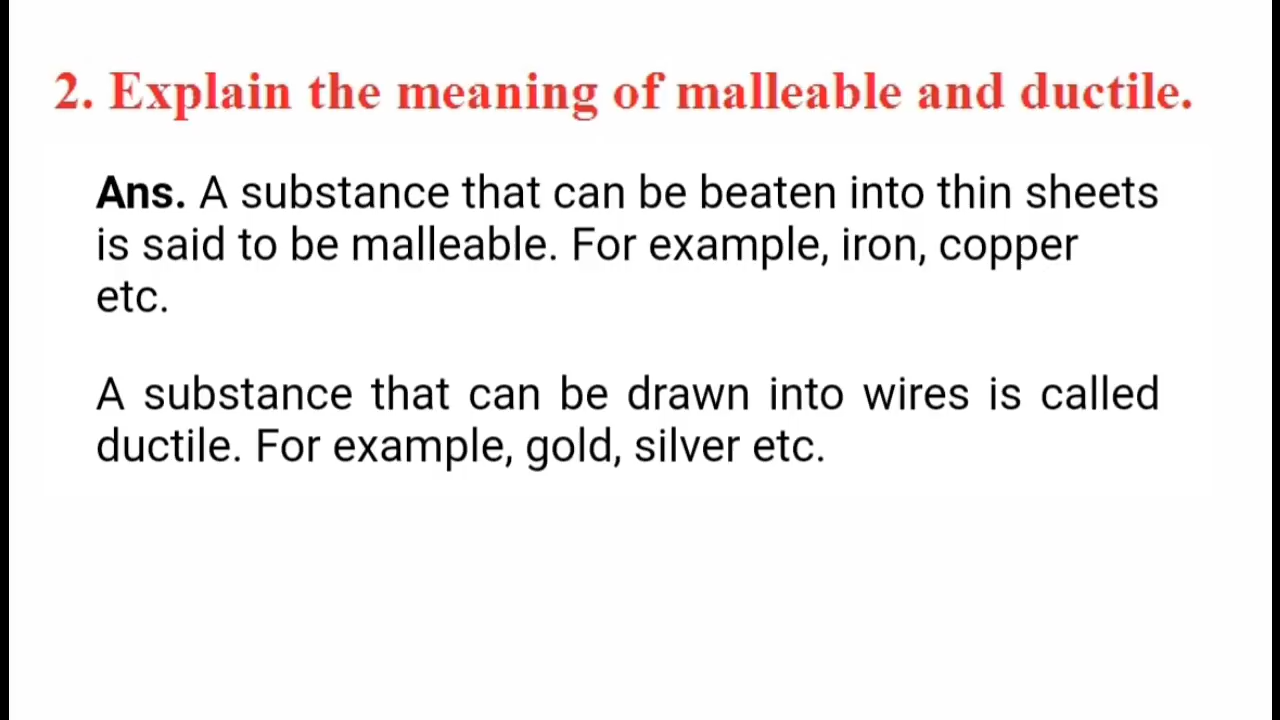 2. Explain the meaning of malleable and ductile.
Ans. A substance that can be beaten into thin sheets
is said to be malleable. For example, iron, copper
etc.
A substance that can be drawn into wires is called
ductile. For example, gold, silver etc.